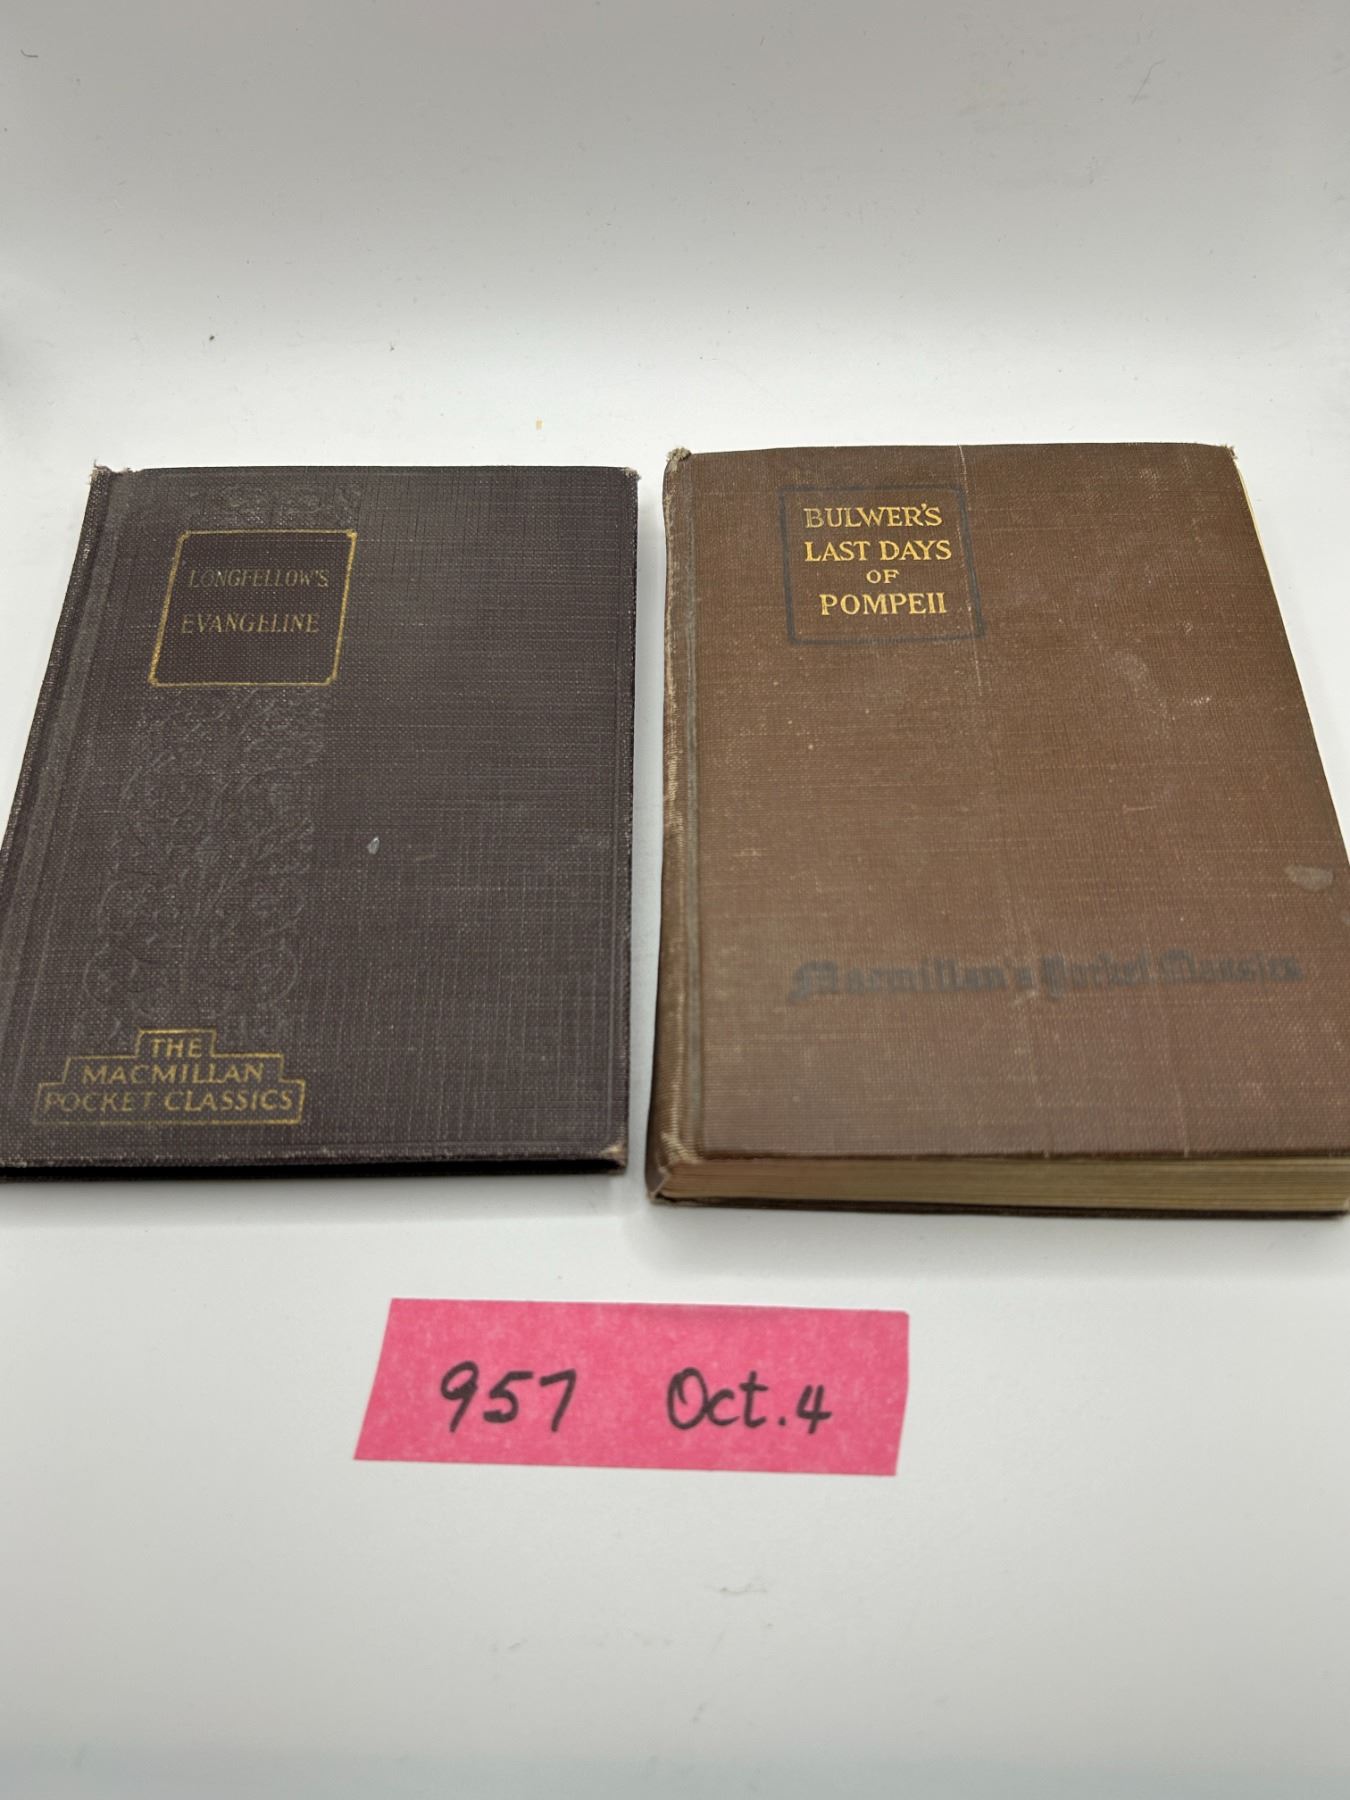 LONGFELLOW'S
EVANGELINE
THE
MACMILLAN
POCKET CLASSICS
BULWER'S
LAST DAYS
OF
POMPEII
Macmillan's Pocket Classics
957 Oct. 4